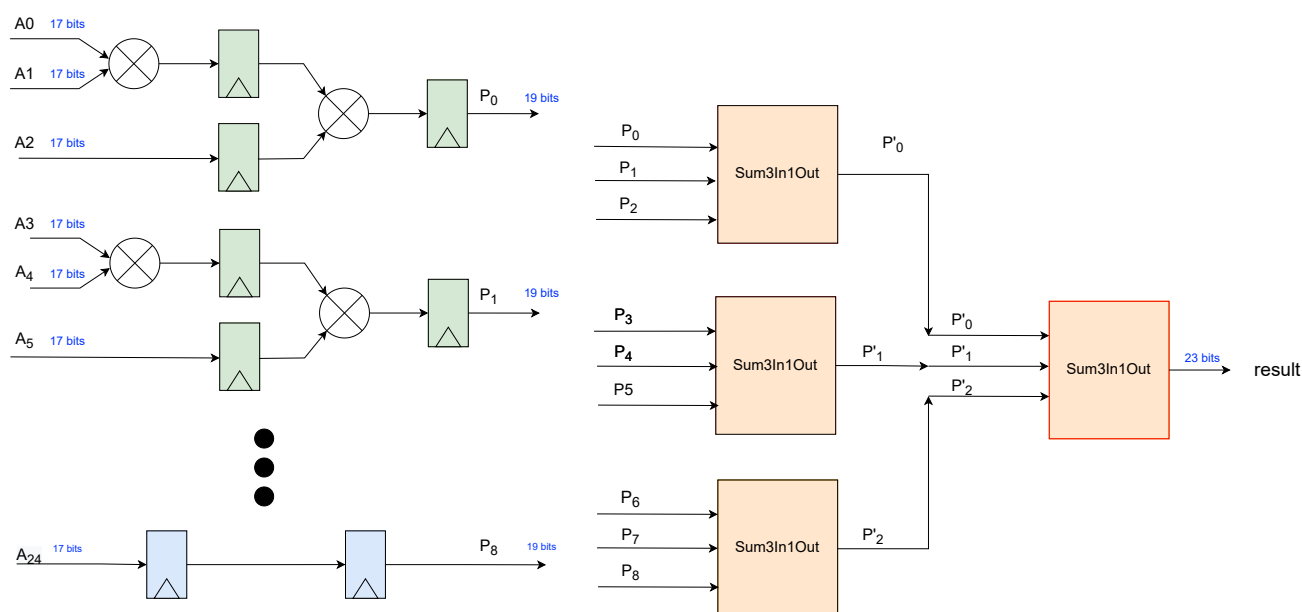 A0 17 bits
A1 17 bits
A2 17 bits
P0 19 bits
A3 17 bits
A4 17 bits
A5 17 bits
P1 19 bits
A24 17 bits
P8 19 bits
P0
P1
P2
Sum3In1Out
P'0
P3
P4
P5
Sum3In1Out
P'1
P6
P7
P8
Sum3In1Out
P'2
P'0
P'1
P'2
Sum3In1Out
23 bits
result